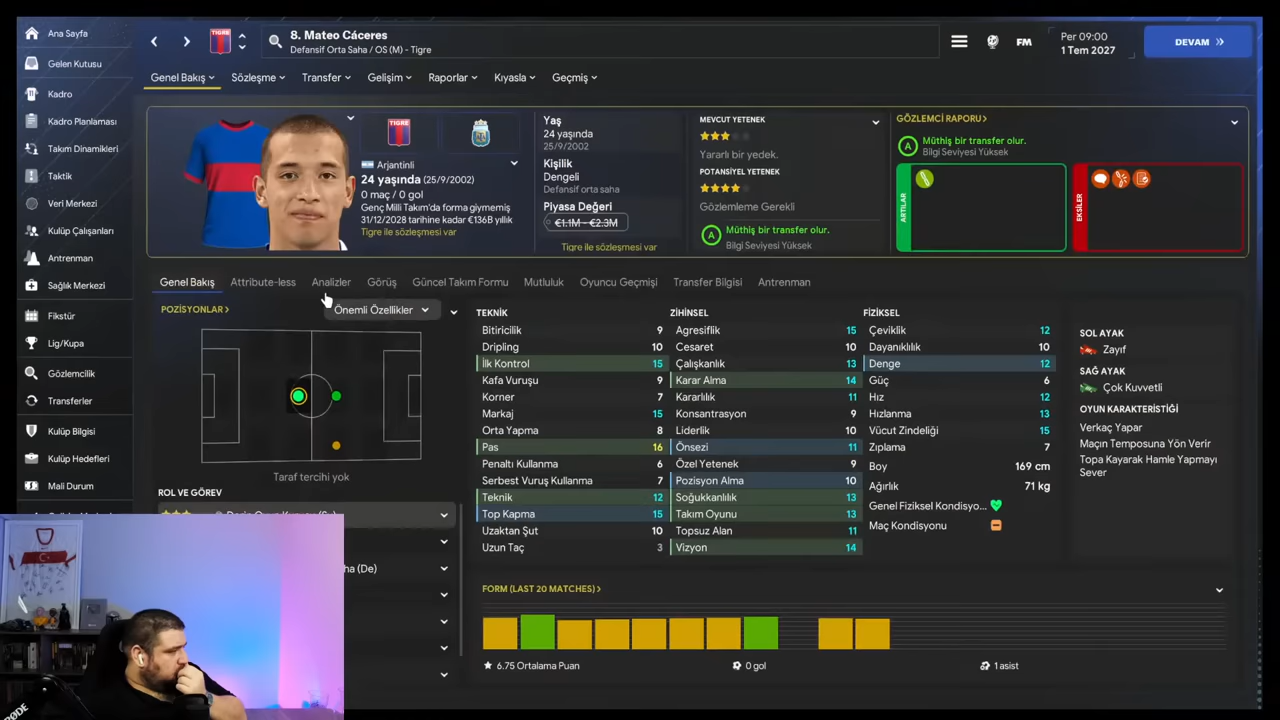 Ana Sayfa
Gelen Kutusu
Kadro
Kadro Planlaması
Takım Dinamikleri
Taktik
Veri Merkezi
Kulüp Çalışanları
Antrenman
Sağlık Merkezi
Fikstür
Lig/Kupa
Gözlemcilik
Transferler
Kulüp Bilgisi
Kulüp Hedefleri
Mali Durum
TIGRE
8. Mateo Cáceres
Defansif Orta Saha / OS (M) - Tigre
FM
Per 09:00
1 Tem 2027
DEVAM
Genel Bakış
Sözleşme
Transfer
Gelişim
Raporlar
Kıyasla
Geçmiş
TIGRE
Arjantinli
24 yaşında (25/9/2002)
0 maç / 0 gol
Genç Milli Takım'da forma giymemiş
31/12/2028 tarihine kadar €136B yıllık
Tigre ile sözleşmesi var
Yaş
24 yaşında
25/9/2002
Kişilik
Dengeli
Defansif orta saha
Piyasa Değeri
€1.1M - €2.3M
Tigre ile sözleşmesi var
MEVCUT YETENEK
Yararlı bir yedek.
POTANSİYEL YETENEK
Gözlemleme Gerekli
A
Müthiş bir transfer olur.
Bilgi Seviyesi Yüksek
GÖZLEMCİ RAPORU
A
Müthiş bir transfer olur.
Bilgi Seviyesi Yüksek
ARTILAR
EKSİLER
Genel Bakış
Attribute-less
Analizler
Görüş
Güncel Takım Formu
Mutluluk
Oyuncu Geçmişi
Transfer Bilgisi
Antrenman
POZİSYONLAR
Önemli Özellikler
Taraf tercihi yok
ROL VE GÖREV
ha (De)
TEKNİK
Bitiricilik 9
Dripling 10
İlk Kontrol 15
Kafa Vuruşu 9
Korner 7
Markaj 15
Orta Yapma 8
Pas 16
Penaltı Kullanma 6
Serbest Vuruş Kullanma 7
Teknik 12
Top Kapma 15
Uzaktan Şut 10
Uzun Taç 3
ZİHİNSEL
Agresiflik 15
Cesaret 10
Çalışkanlık 13
Karar Alma 14
Kararlılık 11
Konsantrasyon 9
Liderlik 10
Önsezi 11
Özel Yetenek 9
Pozisyon Alma 10
Soğukkanlılık 13
Takım Oyunu 13
Topsuz Alan 11
Vizyon 14
FİZİKSEL
Çeviklik 12
Dayanıklılık 10
Denge 12
Güç 6
Hız 12
Hızlanma 13
Vücut Zindeliği 15
Zıplama 7
Boy 169 cm
Ağırlık 71 kg
Genel Fiziksel Kondisyo...
Maç Kondisyonu
SOL AYAK
Zayıf
SAĞ AYAK
Çok Kuvvetli
OYUN KARAKTERİSTİĞİ
Verkaç Yapar
Maçın Temposuna Yön Verir
Topa Kayarak Hamle Yapmayı
Sever
FORM (LAST 20 MATCHES)
6.75 Ortalama Puan
0 gol
1 asist
RØDE